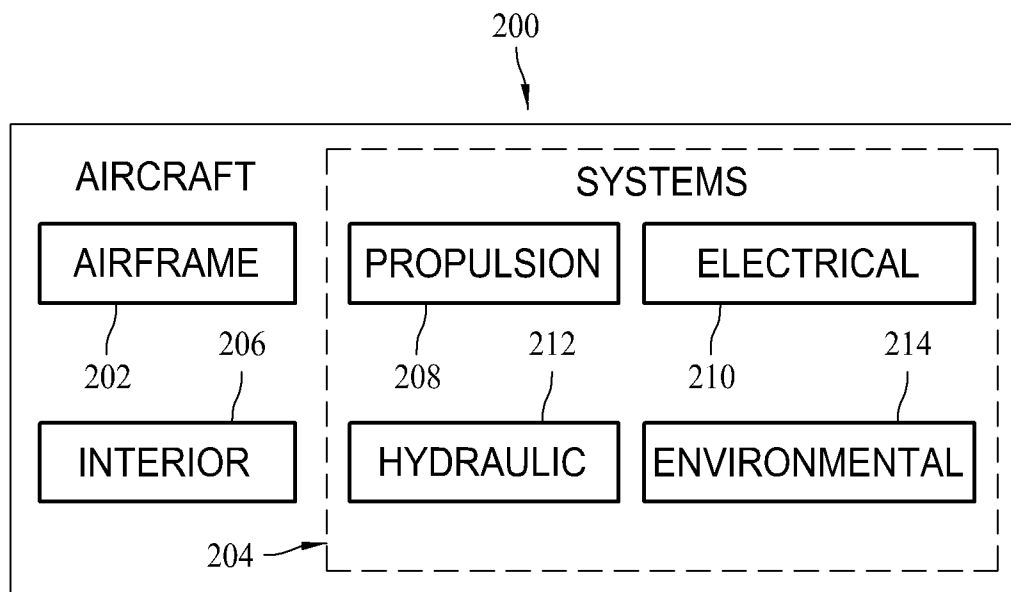 200
AIRCRAFT
SYSTEMS
AIRFRAME
PROPULSION
ELECTRICAL
202
206
208
212
210
214
INTERIOR
HYDRAULIC
ENVIRONMENTAL
204